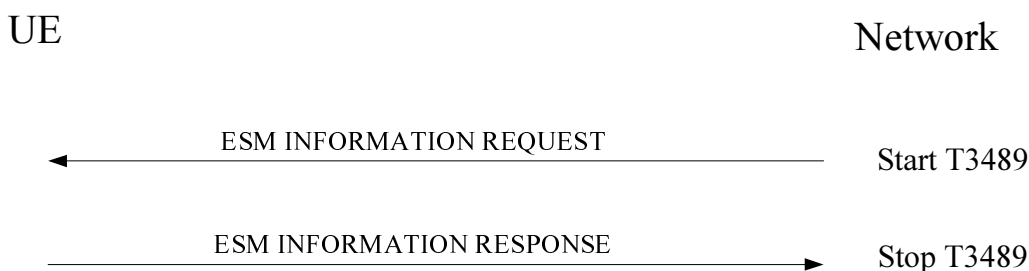 UE
Network
ESM INFORMATION REQUEST
Start T3489
ESM INFORMATION RESPONSE
Stop T3489